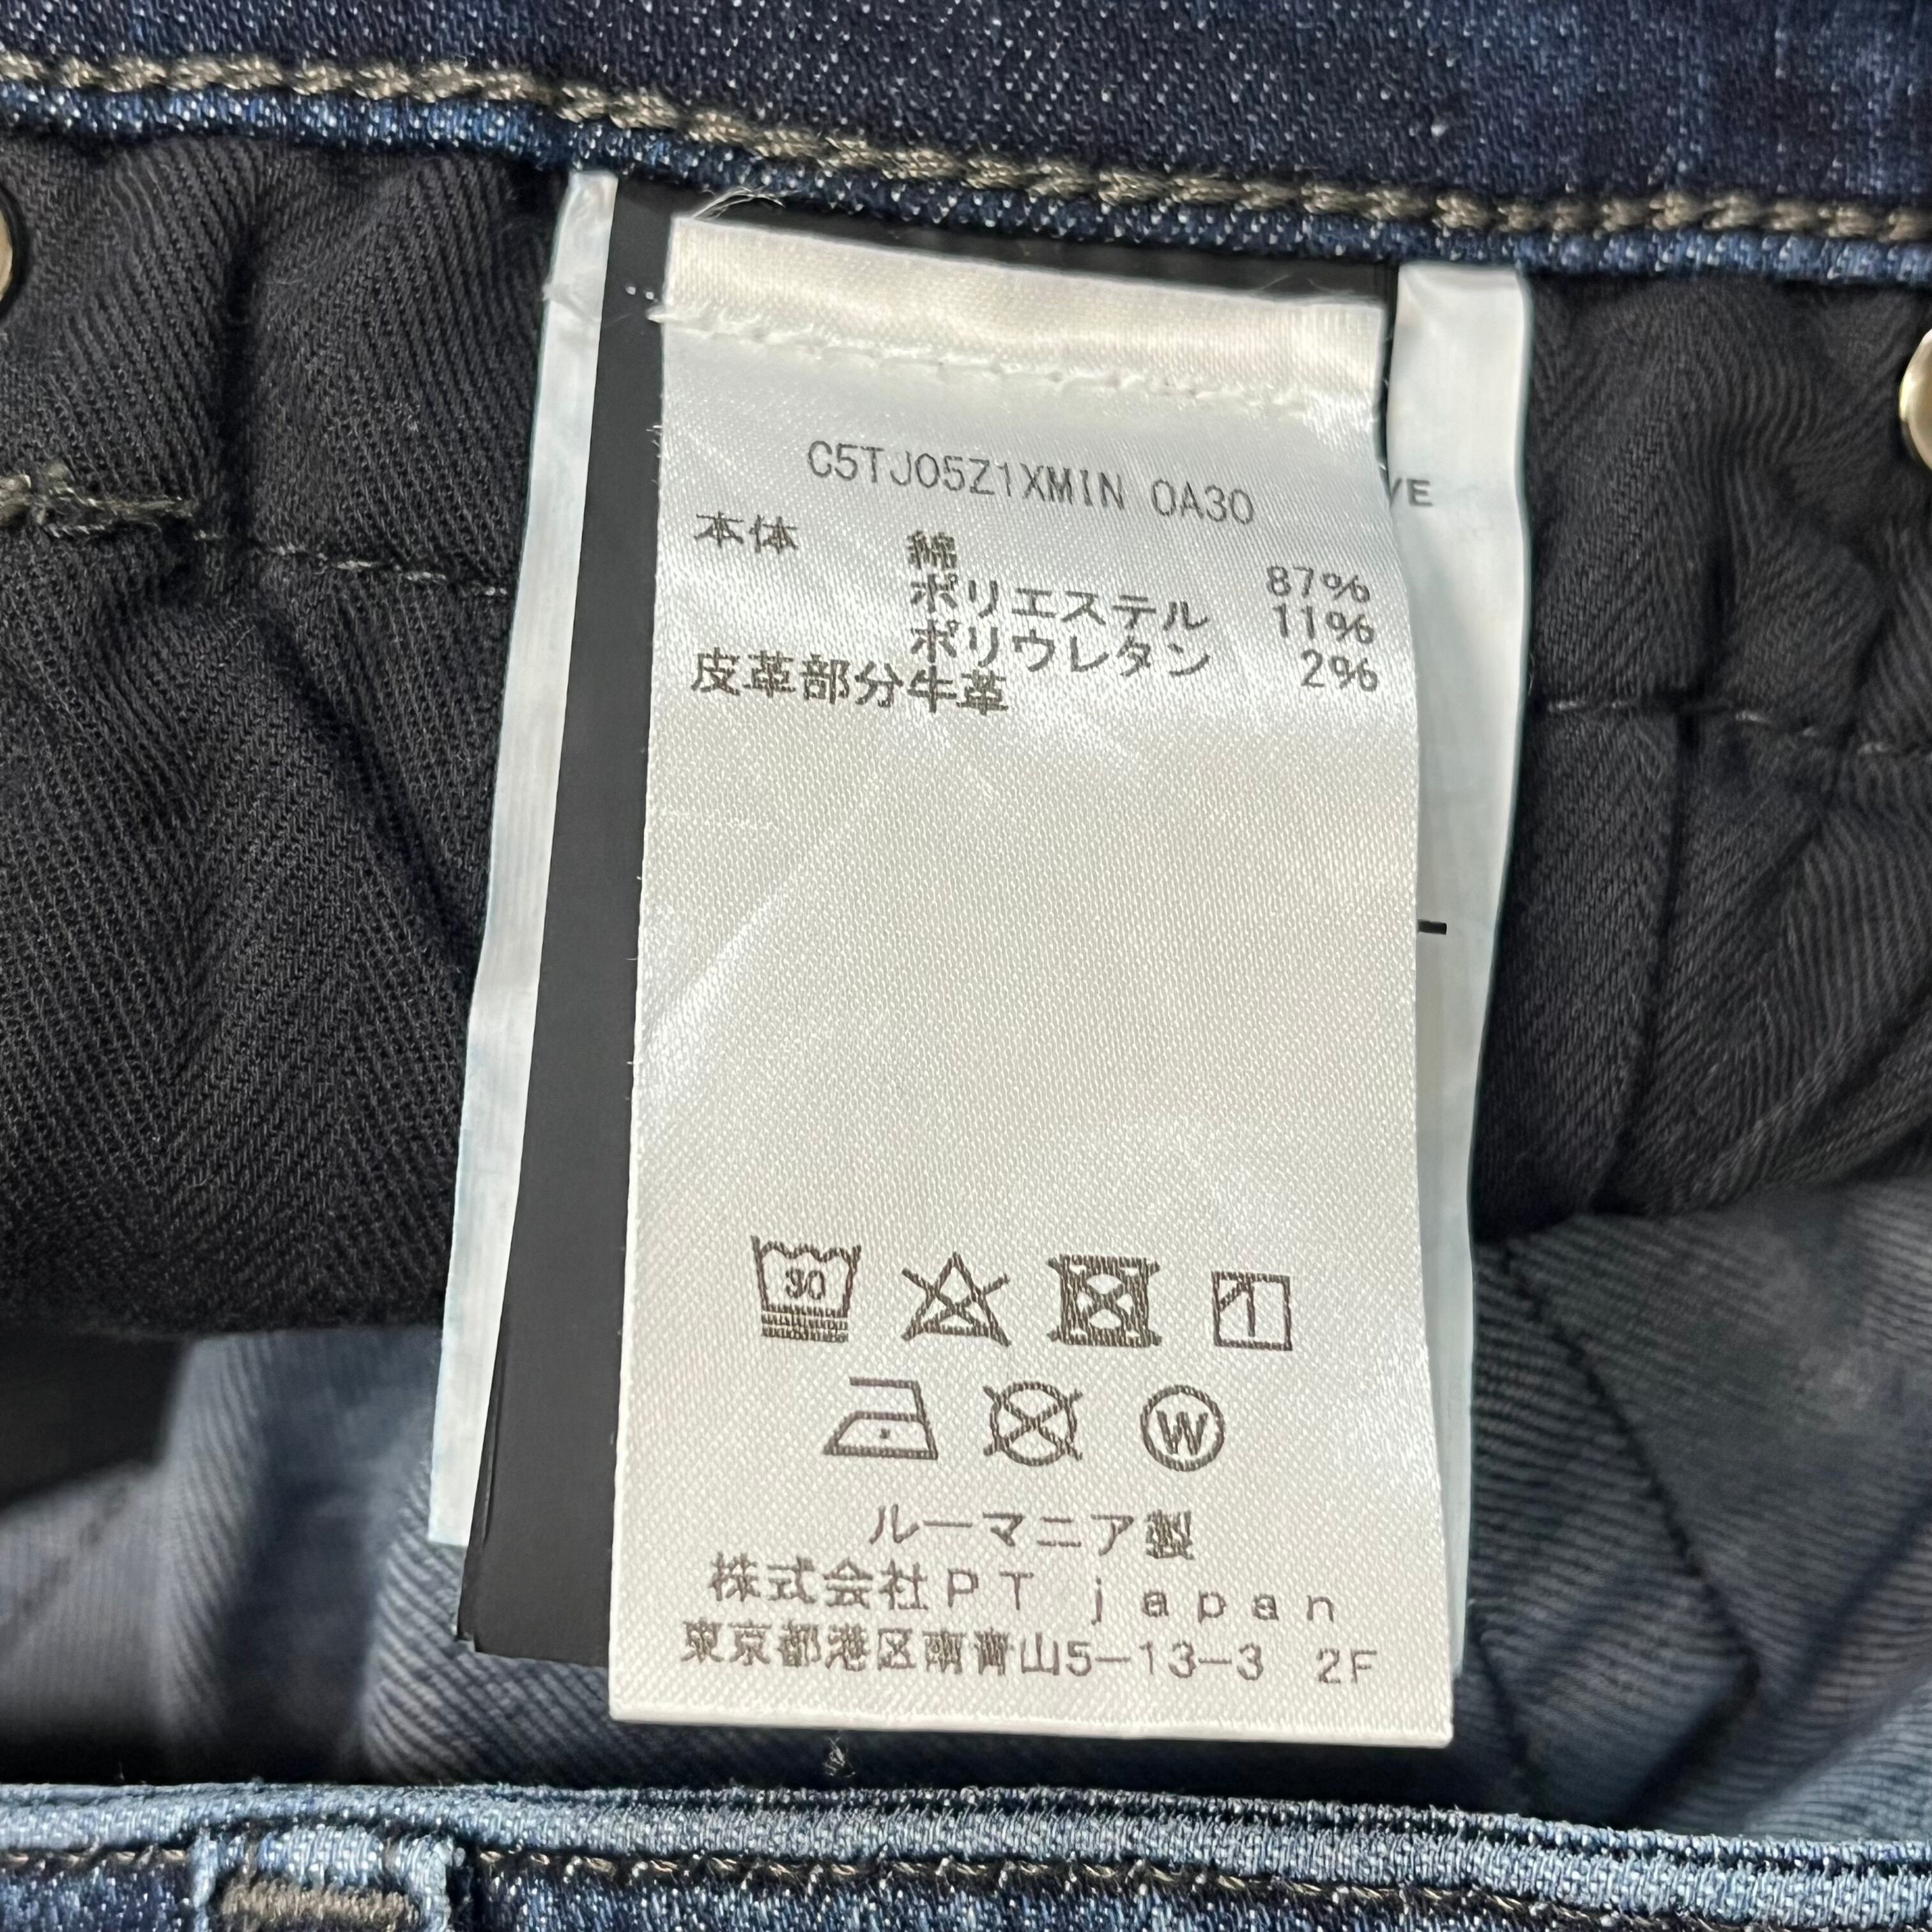 C5TJ05Z1XMIN 0A30
VE
本体 綿 87%
ポリエステル 11%
ポリウレタン 2%
皮革部分牛革
30
1
W
ルーマニア製
株式会社PT japan
東京都港区南青山5-13-3 2F